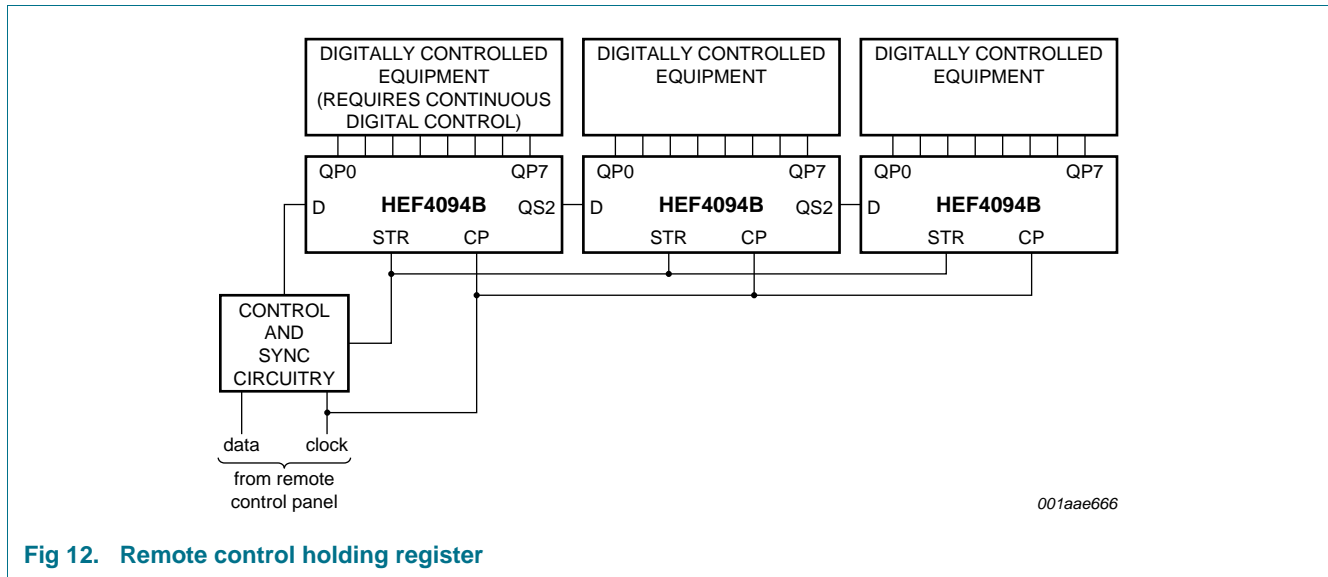 DIGITALLY CONTROLLED
EQUIPMENT
(REQUIRES CONTINUOUS
DIGITAL CONTROL)
DIGITALLY CONTROLLED
EQUIPMENT
DIGITALLY CONTROLLED
EQUIPMENT
QP0 QP7
D HEF4094B QS2
STR CP
QP0 QP7
D HEF4094B QS2
STR CP
QP0 QP7
D HEF4094B
STR CP
CONTROL
AND
SYNC
CIRCUITRY
data clock
from remote
control panel
001aae666
Fig 12. Remote control holding register